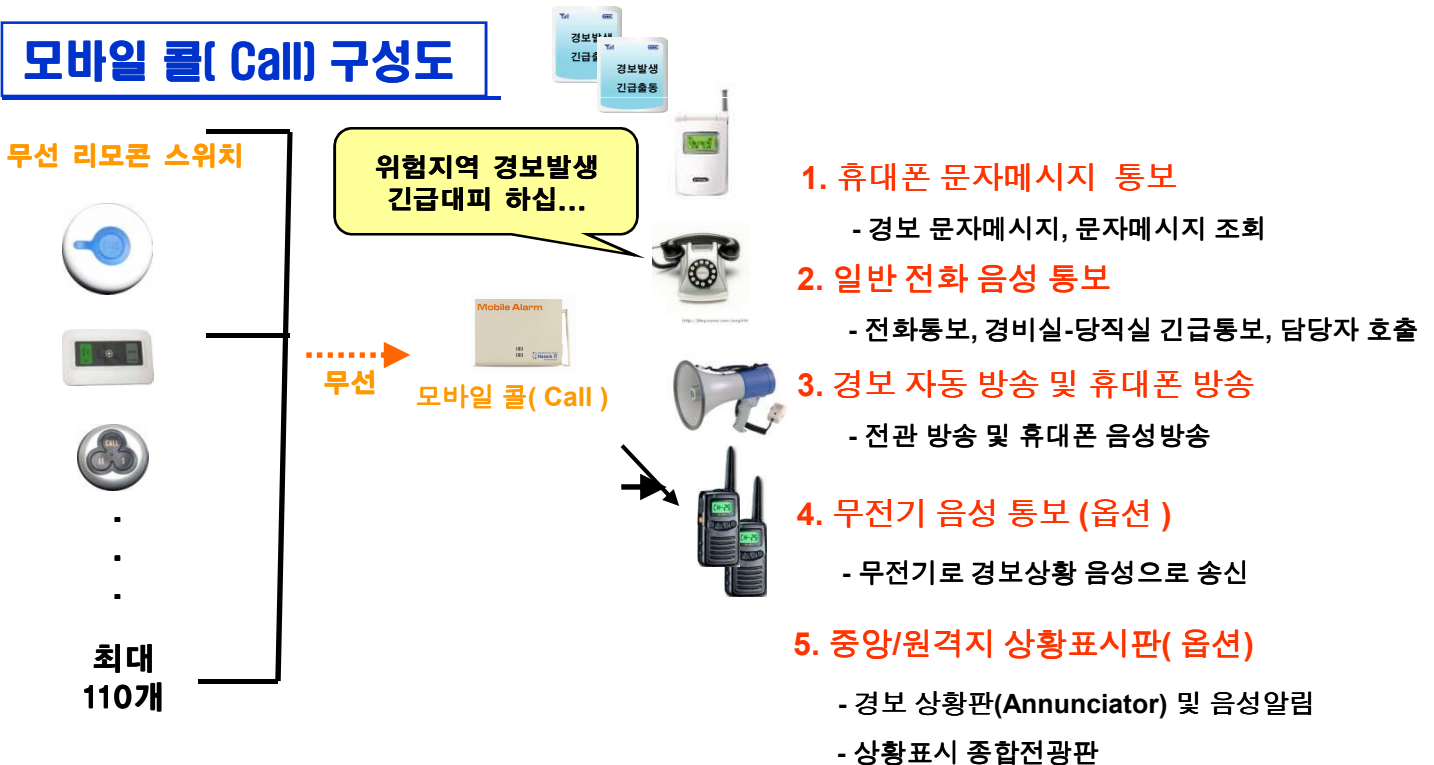 모바일 콜( Call) 구성도
경보발생
긴급출동
무선 리모콘 스위치
위험지역 경보발생
긴급대피 하십...
Mobile Alarm
무선
모바일 콜( Call )
CALL
최대
110개
1. 휴대폰 문자메시지 통보
- 경보 문자메시지, 문자메시지 조회
2. 일반 전화 음성 통보
- 전화통보, 경비실-당직실 긴급통보, 담당자 호출
3. 경보 자동 방송 및 휴대폰 방송
- 전관 방송 및 휴대폰 음성방송
4. 무전기 음성 통보 (옵션 )
- 무전기로 경보상황 음성으로 송신
5. 중앙/원격지 상황표시판( 옵션)
- 경보 상황판(Annunciator) 및 음성알림
- 상황표시 종합전광판